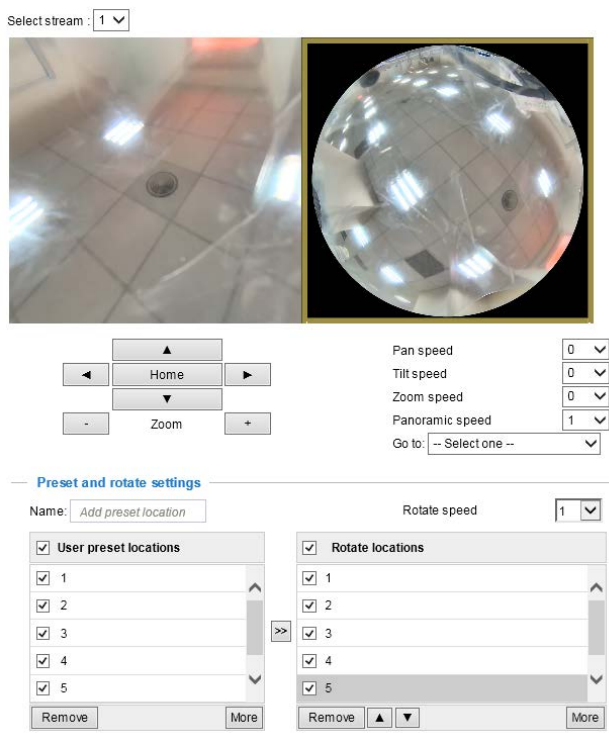 Select stream : 1
▲
◄ Home ►
▼
- Zoom +
Pan speed 0
Tilt speed 0
Zoom speed 0
Panoramic speed 1
Go to: -- Select one --
Preset and rotate settings
Name: Add preset location
Rotate speed 1
User preset locations
1
2
3
4
5
Remove More
>>
Rotate locations
1
2
3
4
5
Remove ▲ ▼ More